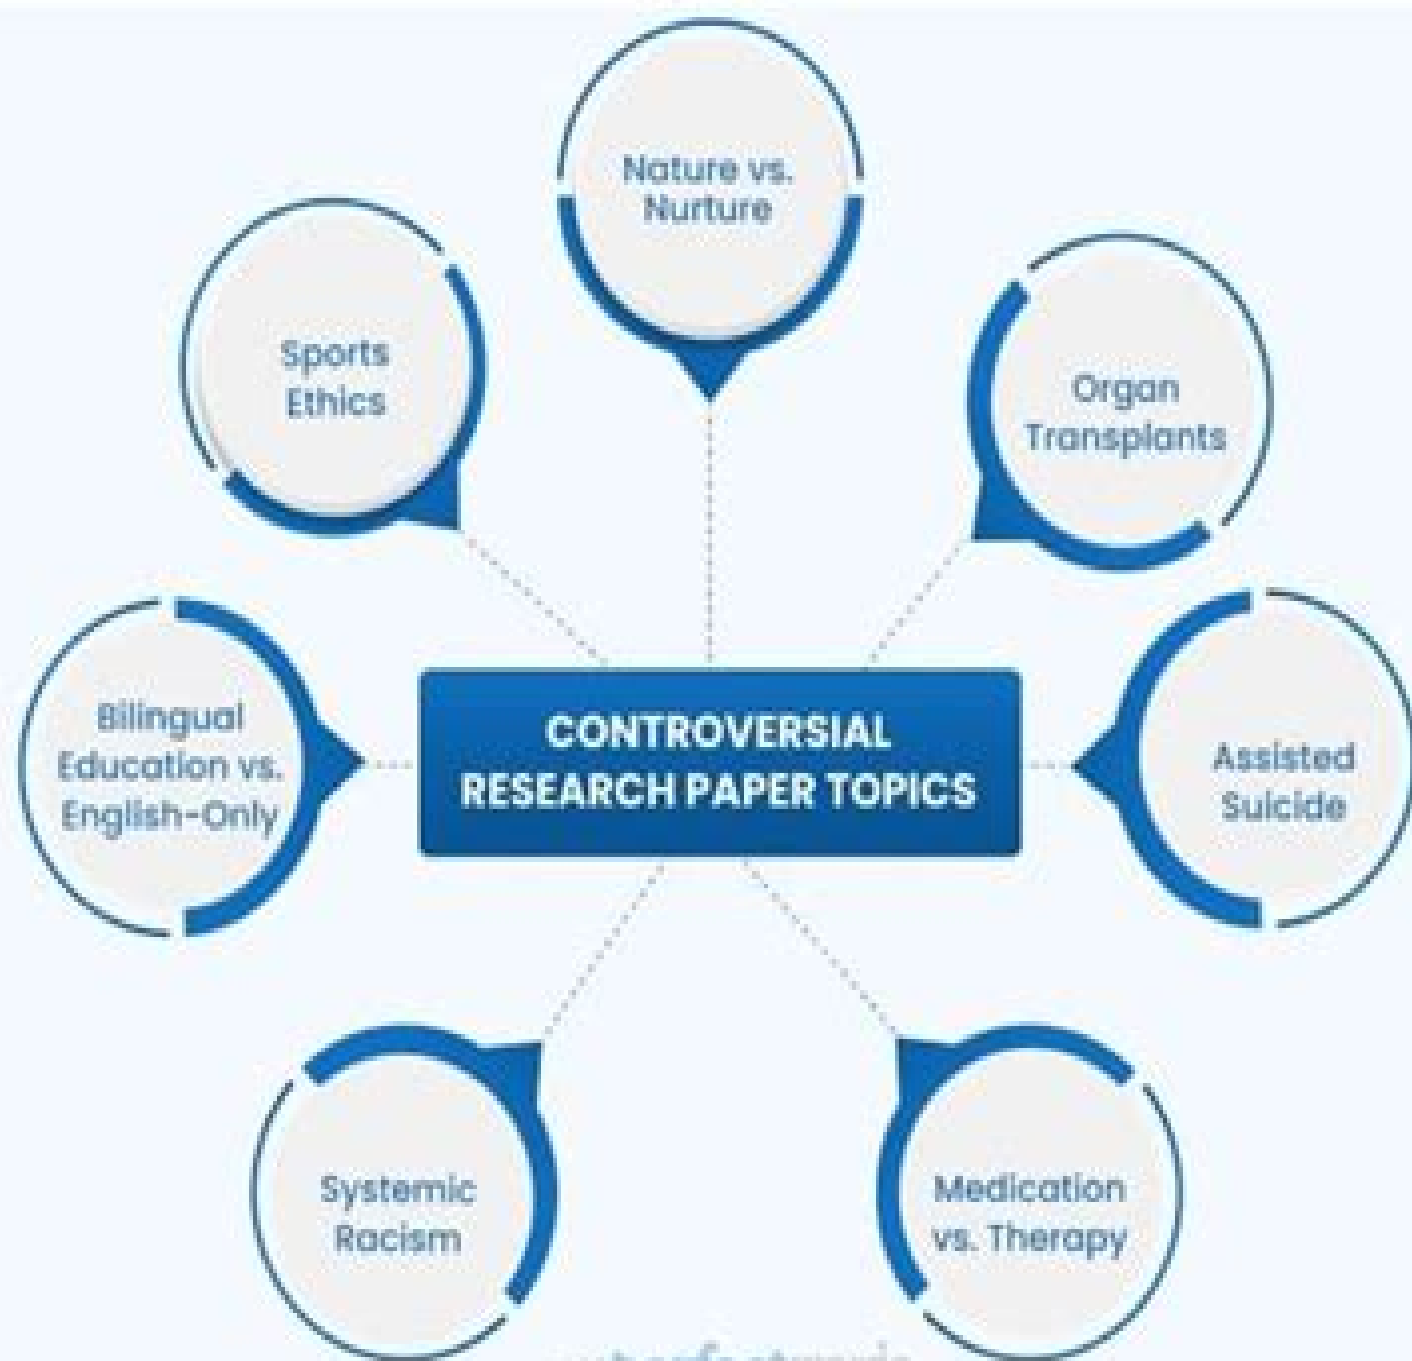 Nature vs.
Nurture
Sports
Ethics
Organ
Transplants
Bilingual
Education vs.
English-Only
CONTROVERSIAL
RESEARCH PAPER TOPICS
Assisted
Suicide
Systemic
Racism
Medication
vs. Therapy